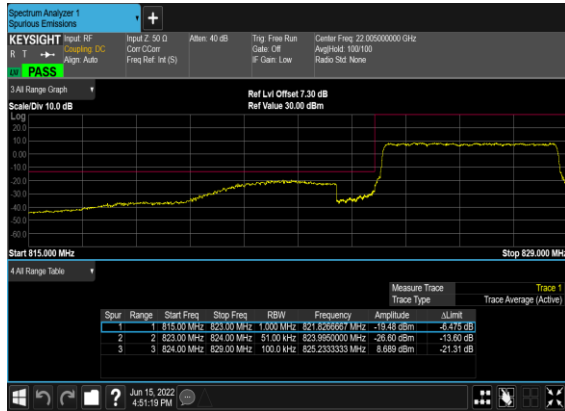 Spectrum Analyzer 1
Spurious Emissions
KEYSIGHT
R T
PASS
Input: RF
Coupling: DC
Align: Auto
Input Z: 50 Ω
Corr CCorr
Freq Ref: Int (S)
Atten: 40 dB
Trig: Free Run
Gate: Off
IF Gain: Low
Center Freq: 22.005000000 GHz
Avg|Hold: 100/100
Radio Std: None
3 All Range Graph
Scale/Div 10.0 dB
Ref Lvl Offset 7.30 dB
Ref Value 30.00 dBm
Log
20.0
10.0
0.00
-10.0
-20.0
-30.0
-40.0
-50.0
-60.0
Start 815.000 MHz
Stop 829.000 MHz
4 All Range Table
Measure Trace Trace 1
Trace Type Trace Average (Active)
Spur Range Start Freq Stop Freq RBW Frequency Amplitude ΔLimit
1 1 815.00 MHz 823.00 MHz 1.000 MHz 821.8266667 MHz -19.48 dBm -6.475 dB
2 2 823.00 MHz 824.00 MHz 51.00 kHz 823.9950000 MHz -26.60 dBm -13.60 dB
3 3 824.00 MHz 829.00 MHz 100.0 kHz 825.2333333 MHz 8.689 dBm -21.31 dB
?
Jun 15, 2022
4:51:19 PM